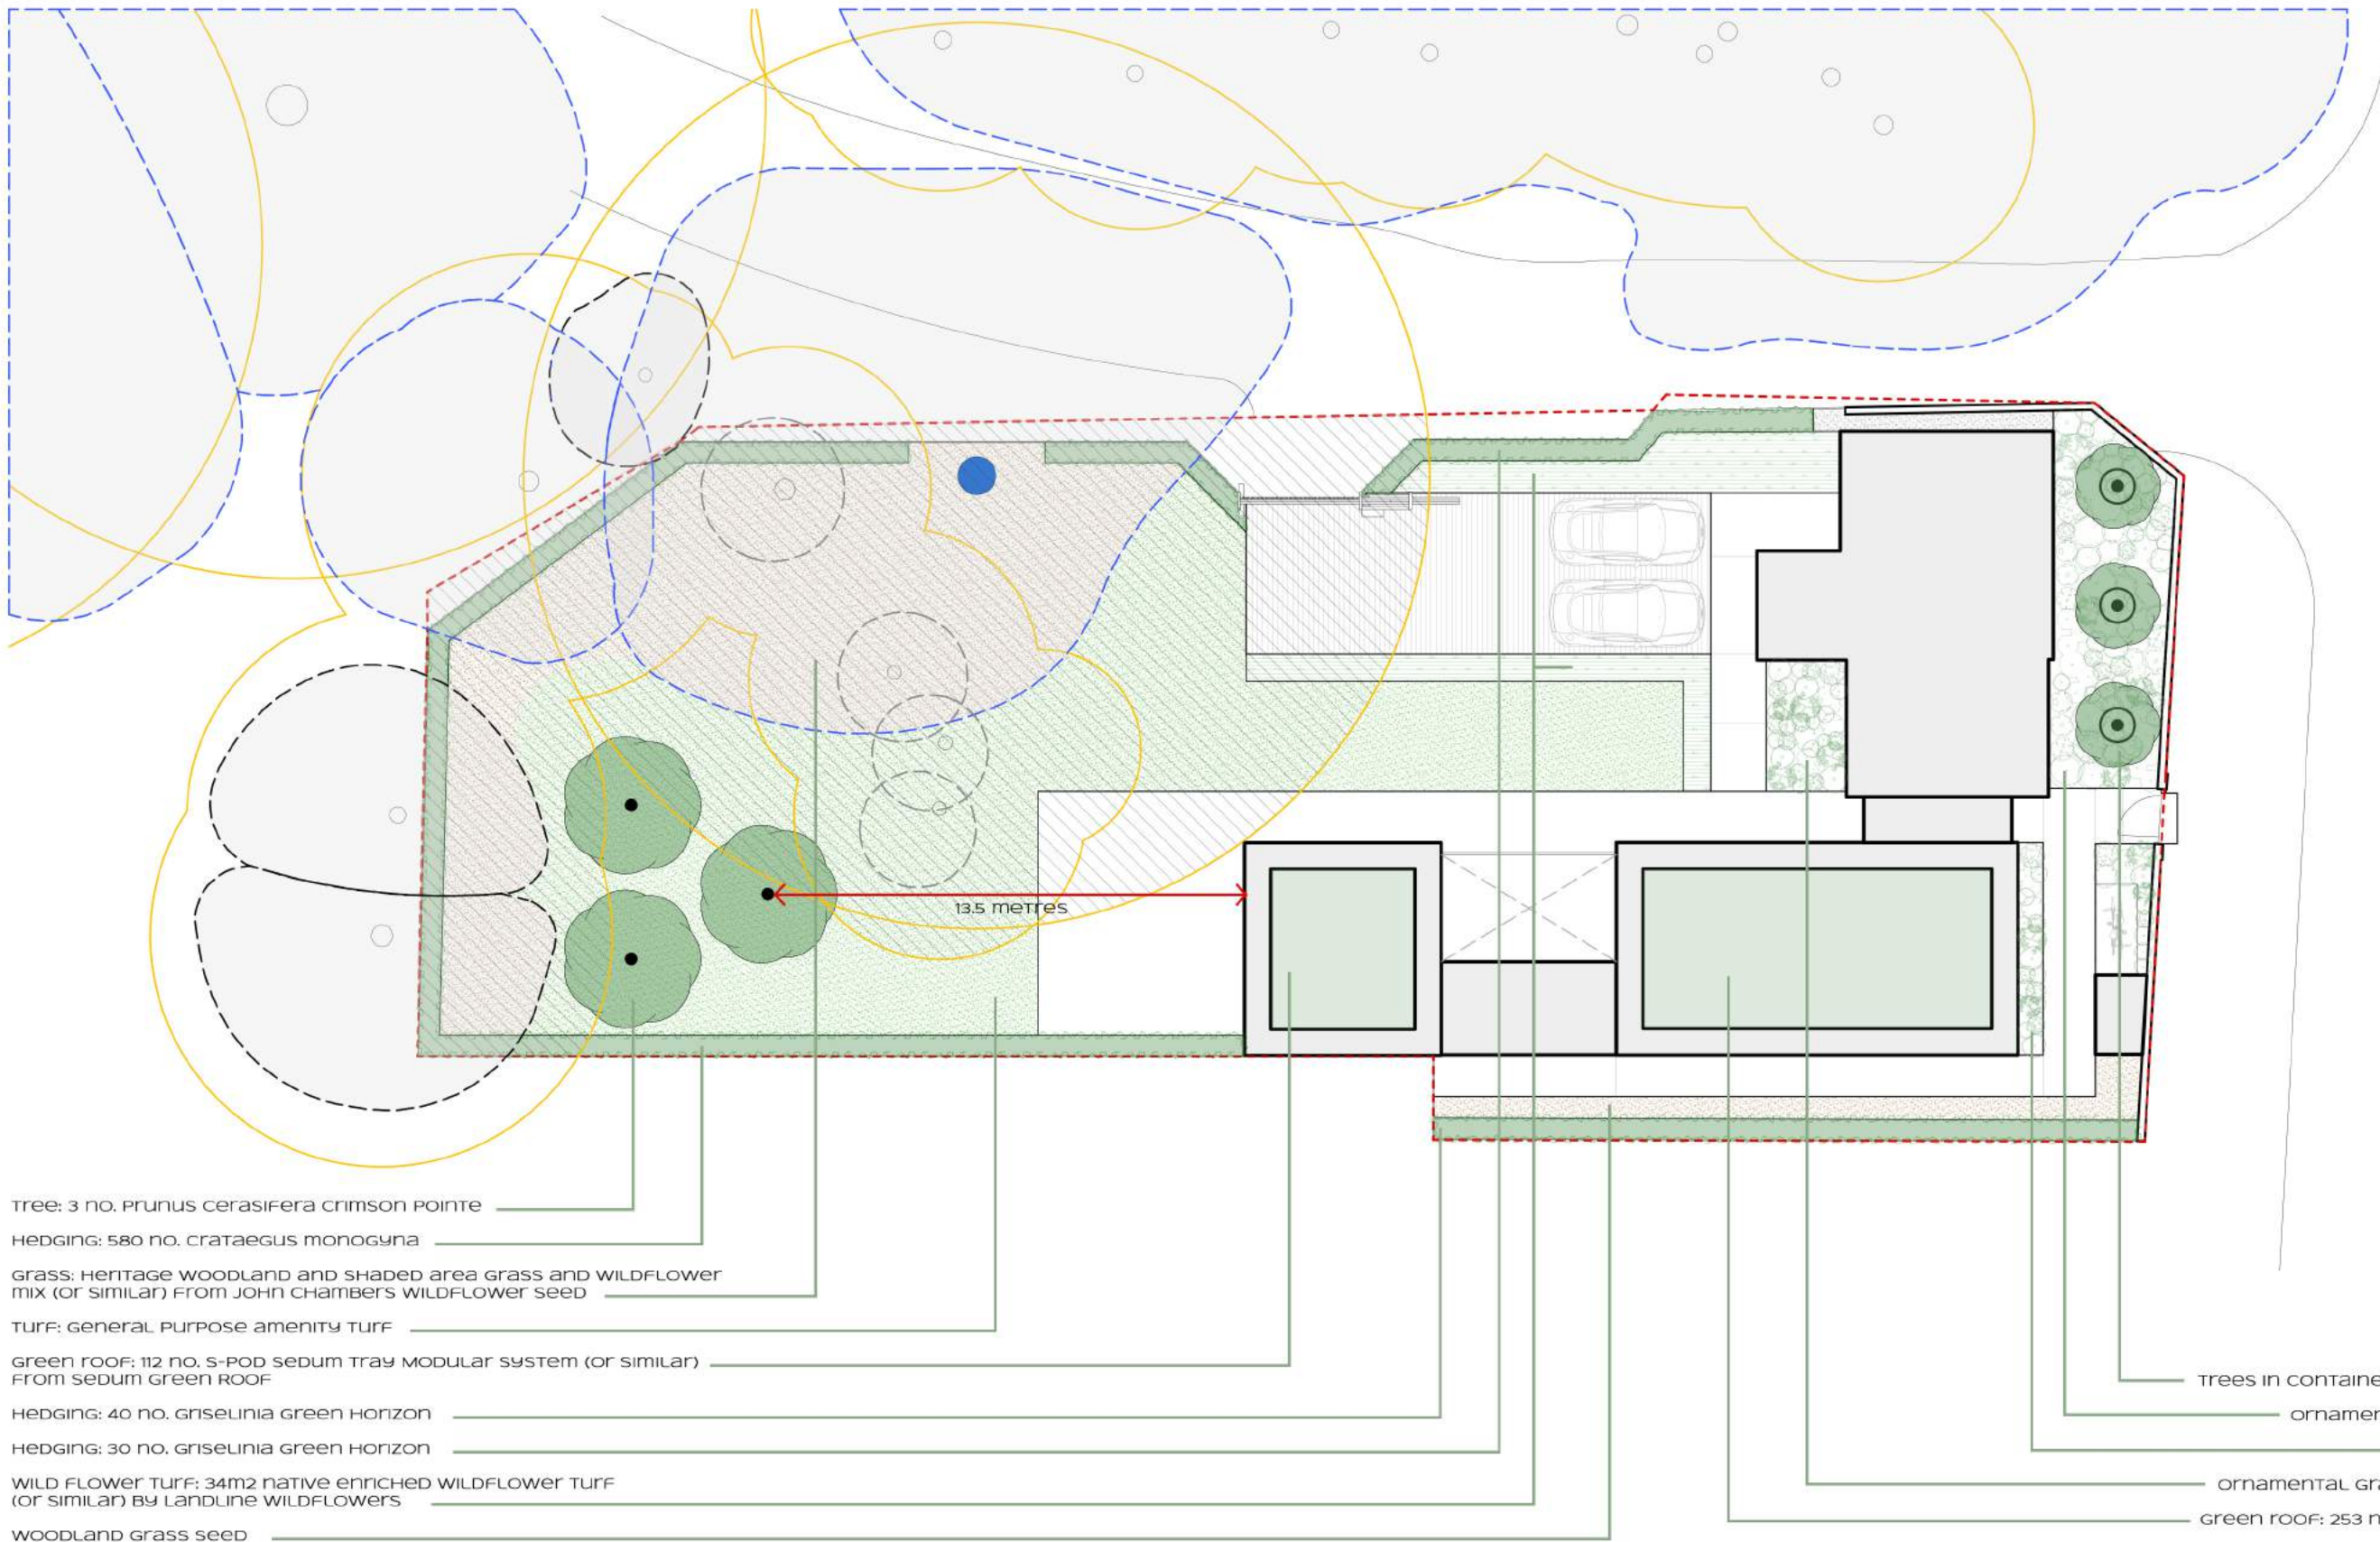 13.5 metres
Tree: 3 no. Prunus cerasifera crimson pointe
Hedging: 580 no. crataegus monogyna
Grass: Heritage woodland and shaded area grass and wildflower
mix (or similar) from John Chambers Wildflower Seed
Turf: General purpose amenity turf
Green roof: 112 no. S-Pod Sedum tray modular system (or similar)
from Sedum Green Roof
Hedging: 40 no. Griselinia Green Horizon
Hedging: 30 no. Griselinia Green Horizon
Wild flower turf: 34m2 native enriched wildflower turf
(or similar) by Landline Wildflowers
Woodland grass seed
Trees in containe
ornamen
ornamental gra
Green roof: 253 n